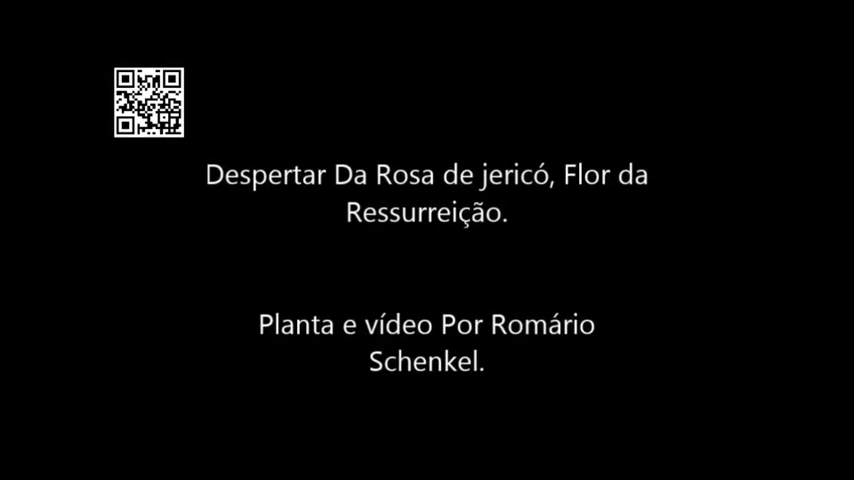 Despertar Da Rosa de jericó, Flor da
Ressurreição.
Planta e vídeo Por Romário
Schenkel.